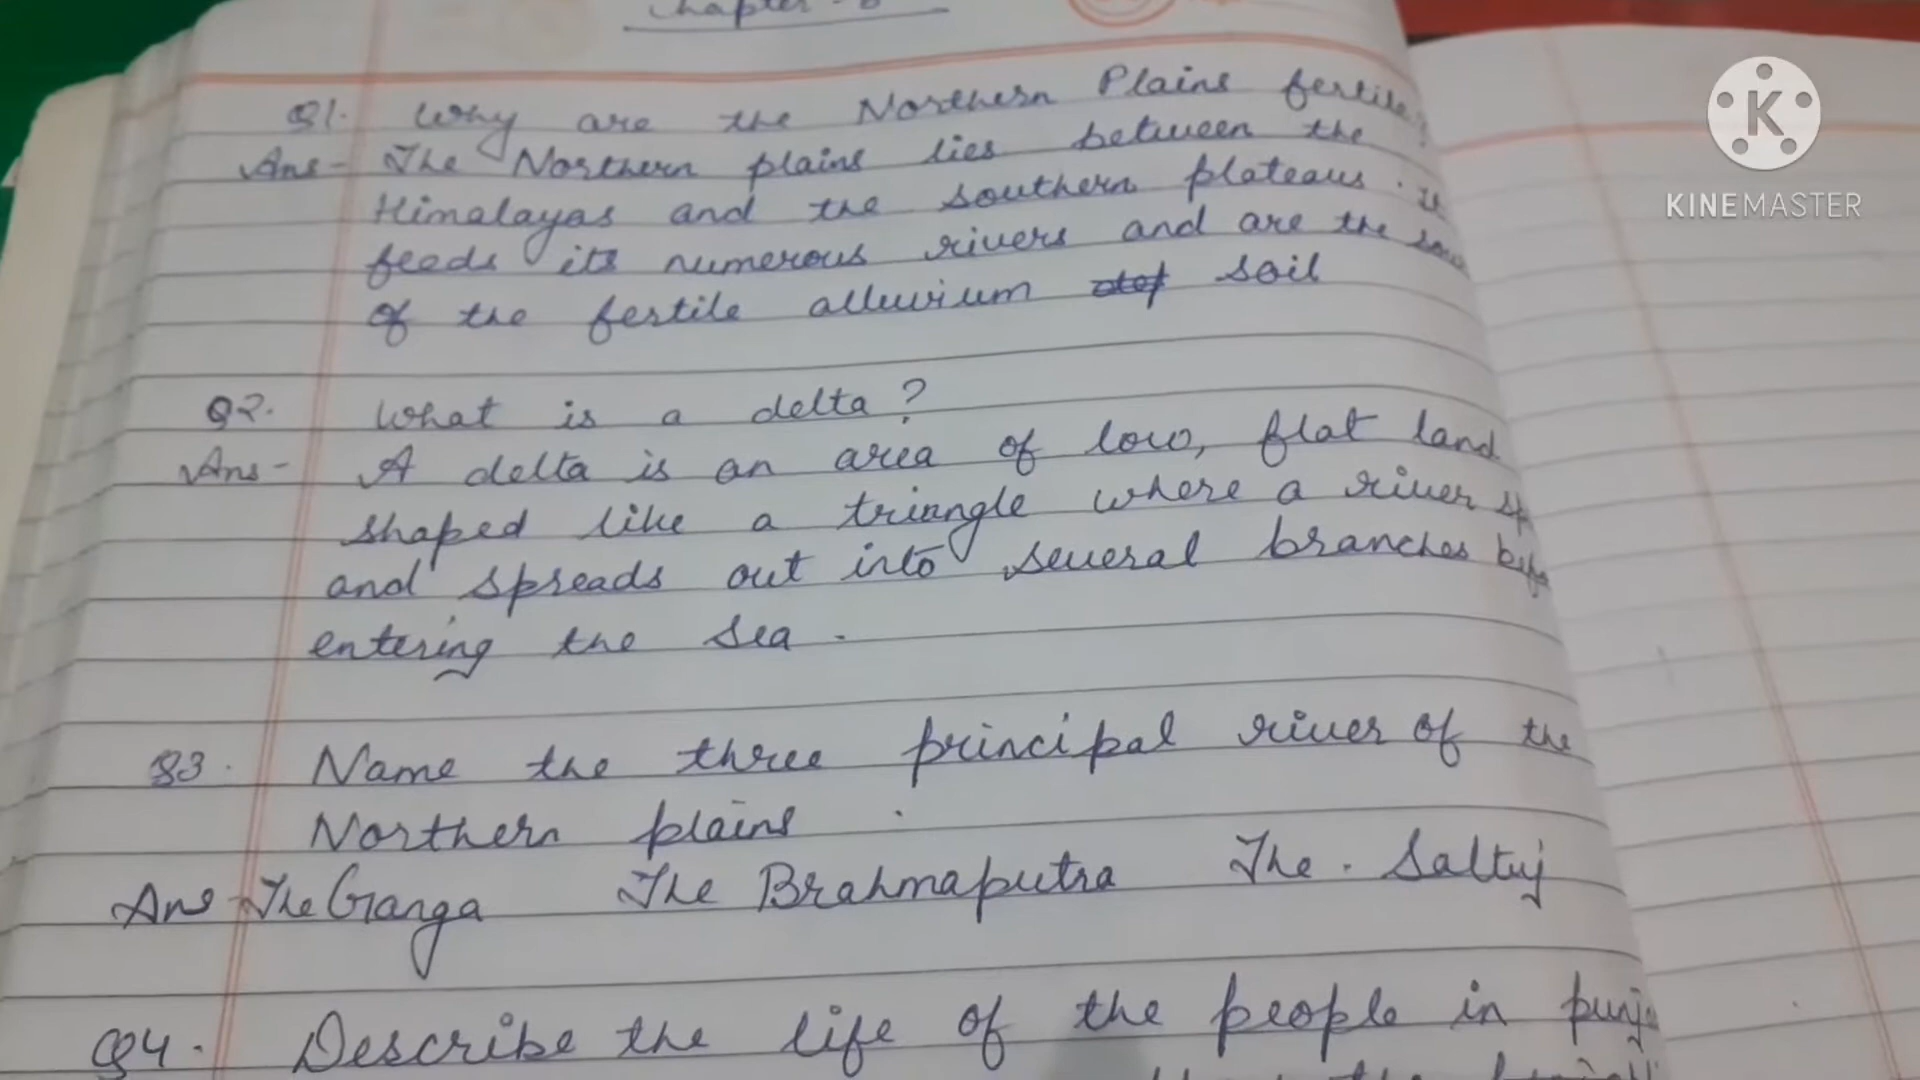 Chapter-
Q1. Why are the Northern Plains fertile?
Ans- The Northern plains lies between the
Himalayas and the southern plateaus. it
feeds its numerous rivers and are the
of the fertile alluvium soil
Q2. What is a delta?
Ans- A delta is an area of low, flat land
shaped like a triangle where a river
and spreads out into several branches
entering the sea.
Q3. Name the three principal river of the
Northern plains.
Ans- The Ganga The Brahmaputra The. Saltuj
Q4. Describe the life of the people in
KINEMASTER